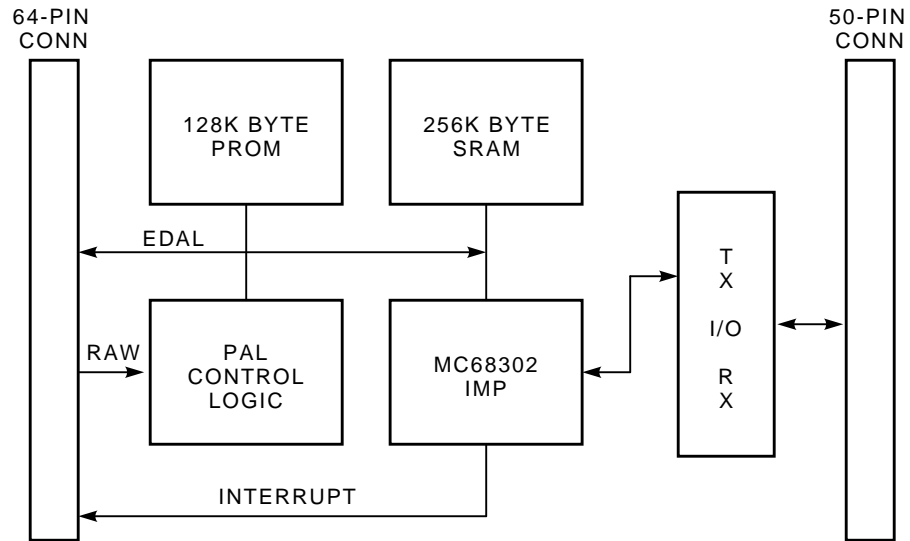 64-PIN
CONN
50-PIN
CONN
128K BYTE
PROM
256K BYTE
SRAM
EDAL
T
X
I/O
R
X
RAW
PAL
CONTROL
LOGIC
MC68302
IMP
INTERRUPT